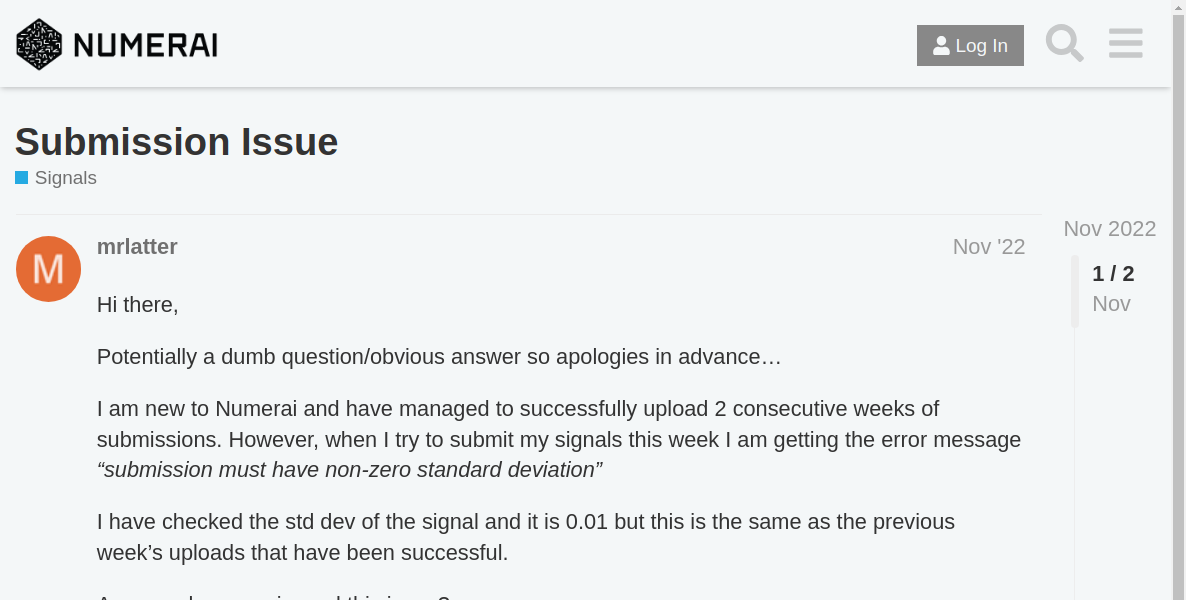 NUMERAI
Log In
Submission Issue
Signals
Nov 2022
mrlatter
Nov '22
1 / 2
Nov
Hi there,
Potentially a dumb question/obvious answer so apologies in advance…
I am new to Numerai and have managed to successfully upload 2 consecutive weeks of
submissions. However, when I try to submit my signals this week I am getting the error message
“submission must have non-zero standard deviation”
I have checked the std dev of the signal and it is 0.01 but this is the same as the previous
week’s uploads that have been successful.